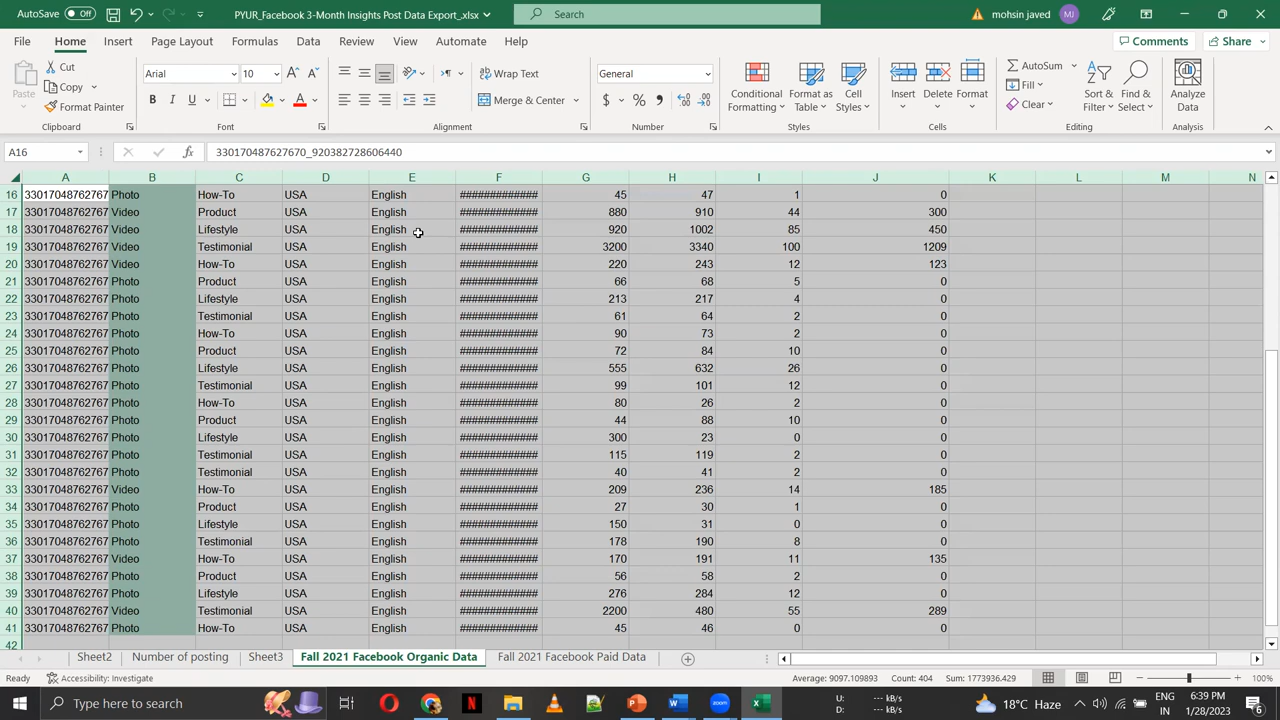 AutoSave Off PYUR_Facebook 3-Month Insights Post Data Export_.xlsx Search mohsin javed MJ
File Home Insert Page Layout Formulas Data Review View Automate Help Comments Share
Paste Cut Copy Format Painter Clipboard
Arial 10 B I U Font
Wrap Text Merge & Center Alignment
General $ % Number
Conditional Formatting Format as Table Cell Styles Styles
Insert Delete Format Cells
AutoSum Fill Clear Sort & Filter Find & Select Editing
Analyze Data Analysis
A16 fx 330170487627670_920382728606440
A B C D E F G H I J K L M N
16 33017048762767 Photo How-To USA English ############# 45 47 1 0
17 33017048762767 Video Product USA English ############# 880 910 44 300
18 33017048762767 Video Lifestyle USA English ############# 920 1002 85 450
19 33017048762767 Video Testimonial USA English ############# 3200 3340 100 1209
20 33017048762767 Video How-To USA English ############# 220 243 12 123
21 33017048762767 Photo Product USA English ############# 66 68 5 0
22 33017048762767 Photo Lifestyle USA English ############# 213 217 4 0
23 33017048762767 Photo Testimonial USA English ############# 61 64 2 0
24 33017048762767 Photo How-To USA English ############# 90 73 2 0
25 33017048762767 Photo Product USA English ############# 72 84 10 0
26 33017048762767 Photo Lifestyle USA English ############# 555 632 26 0
27 33017048762767 Photo Testimonial USA English ############# 99 101 12 0
28 33017048762767 Photo How-To USA English ############# 80 26 2 0
29 33017048762767 Photo Product USA English ############# 44 88 10 0
30 33017048762767 Photo Lifestyle USA English ############# 300 23 0 0
31 33017048762767 Photo Testimonial USA English ############# 115 119 2 0
32 33017048762767 Photo Testimonial USA English ############# 40 41 2 0
33 33017048762767 Video How-To USA English ############# 209 236 14 185
34 33017048762767 Photo Product USA English ############# 27 30 1 0
35 33017048762767 Photo Lifestyle USA English ############# 150 31 0 0
36 33017048762767 Photo Testimonial USA English ############# 178 190 8 0
37 33017048762767 Video How-To USA English ############# 170 191 11 135
38 33017048762767 Photo Product USA English ############# 56 58 2 0
39 33017048762767 Photo Lifestyle USA English ############# 276 284 12 0
40 33017048762767 Video Testimonial USA English ############# 2200 480 55 289
41 33017048762767 Photo How-To USA English ############# 45 46 0 0
42
Sheet2 Number of posting Sheet3 Fall 2021 Facebook Organic Data Fall 2021 Facebook Paid Data
Ready Accessibility: Investigate Average: 9097.109893 Count: 404 Sum: 1773936.429 100%
Type here to search U: --- kB/s 18°C Haze ENG 6:39 PM
D: --- kB/s IN 1/28/2023 6